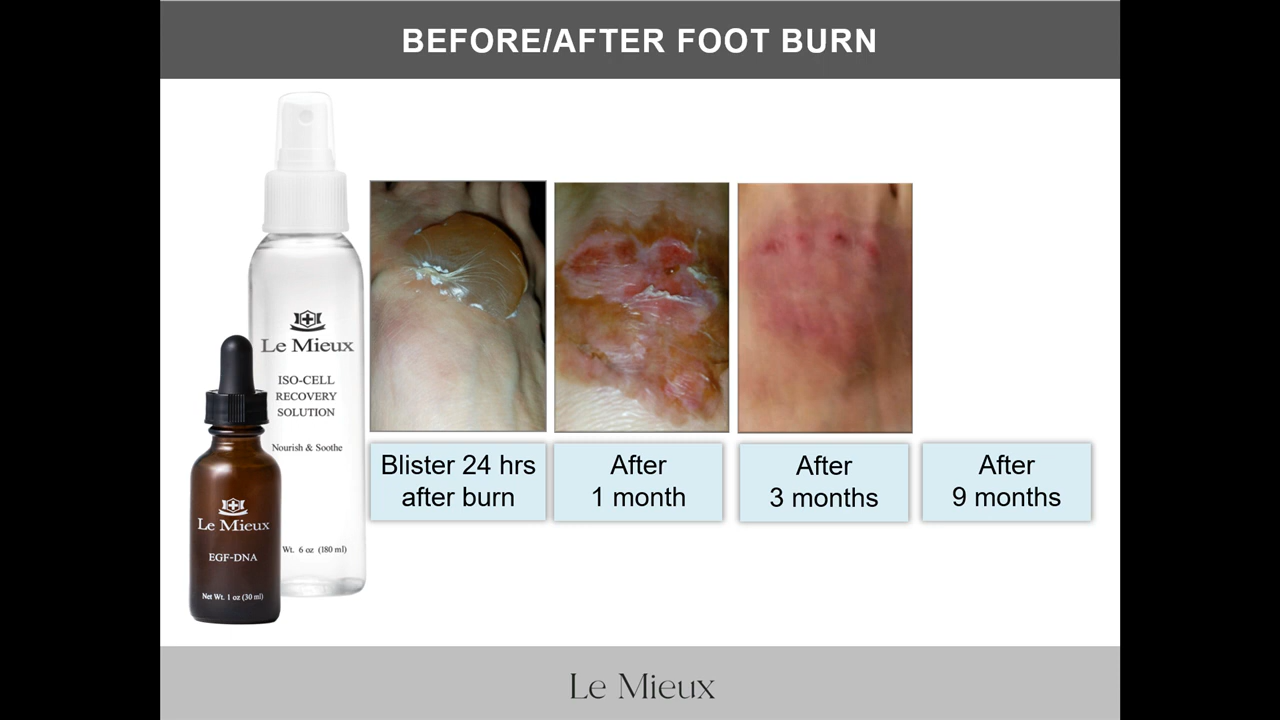 BEFORE/AFTER FOOT BURN
Le Mieux
ISO-CELL
RECOVERY
SOLUTION
Nourish & Soothe
Wt. 6 oz (180 ml)
Le Mieux
EGF-DNA
Net Wt. 1 oz (30 ml)
Blister 24 hrs
after burn
After
1 month
After
3 months
After
9 months
Le Mieux